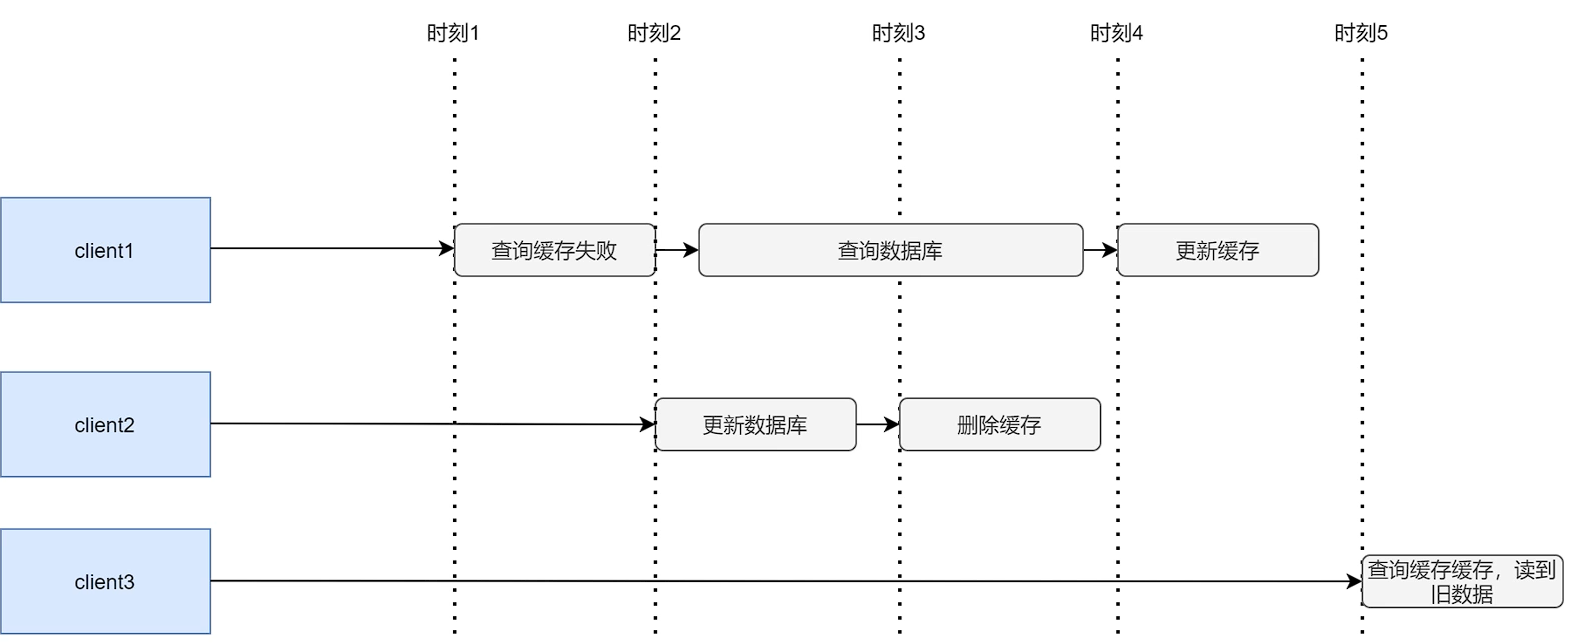 时刻1
时刻2
时刻3
时刻4
时刻5
client1
查询缓存失败
查询数据库
更新缓存
client2
更新数据库
删除缓存
client3
查询缓存缓存，读到
旧数据